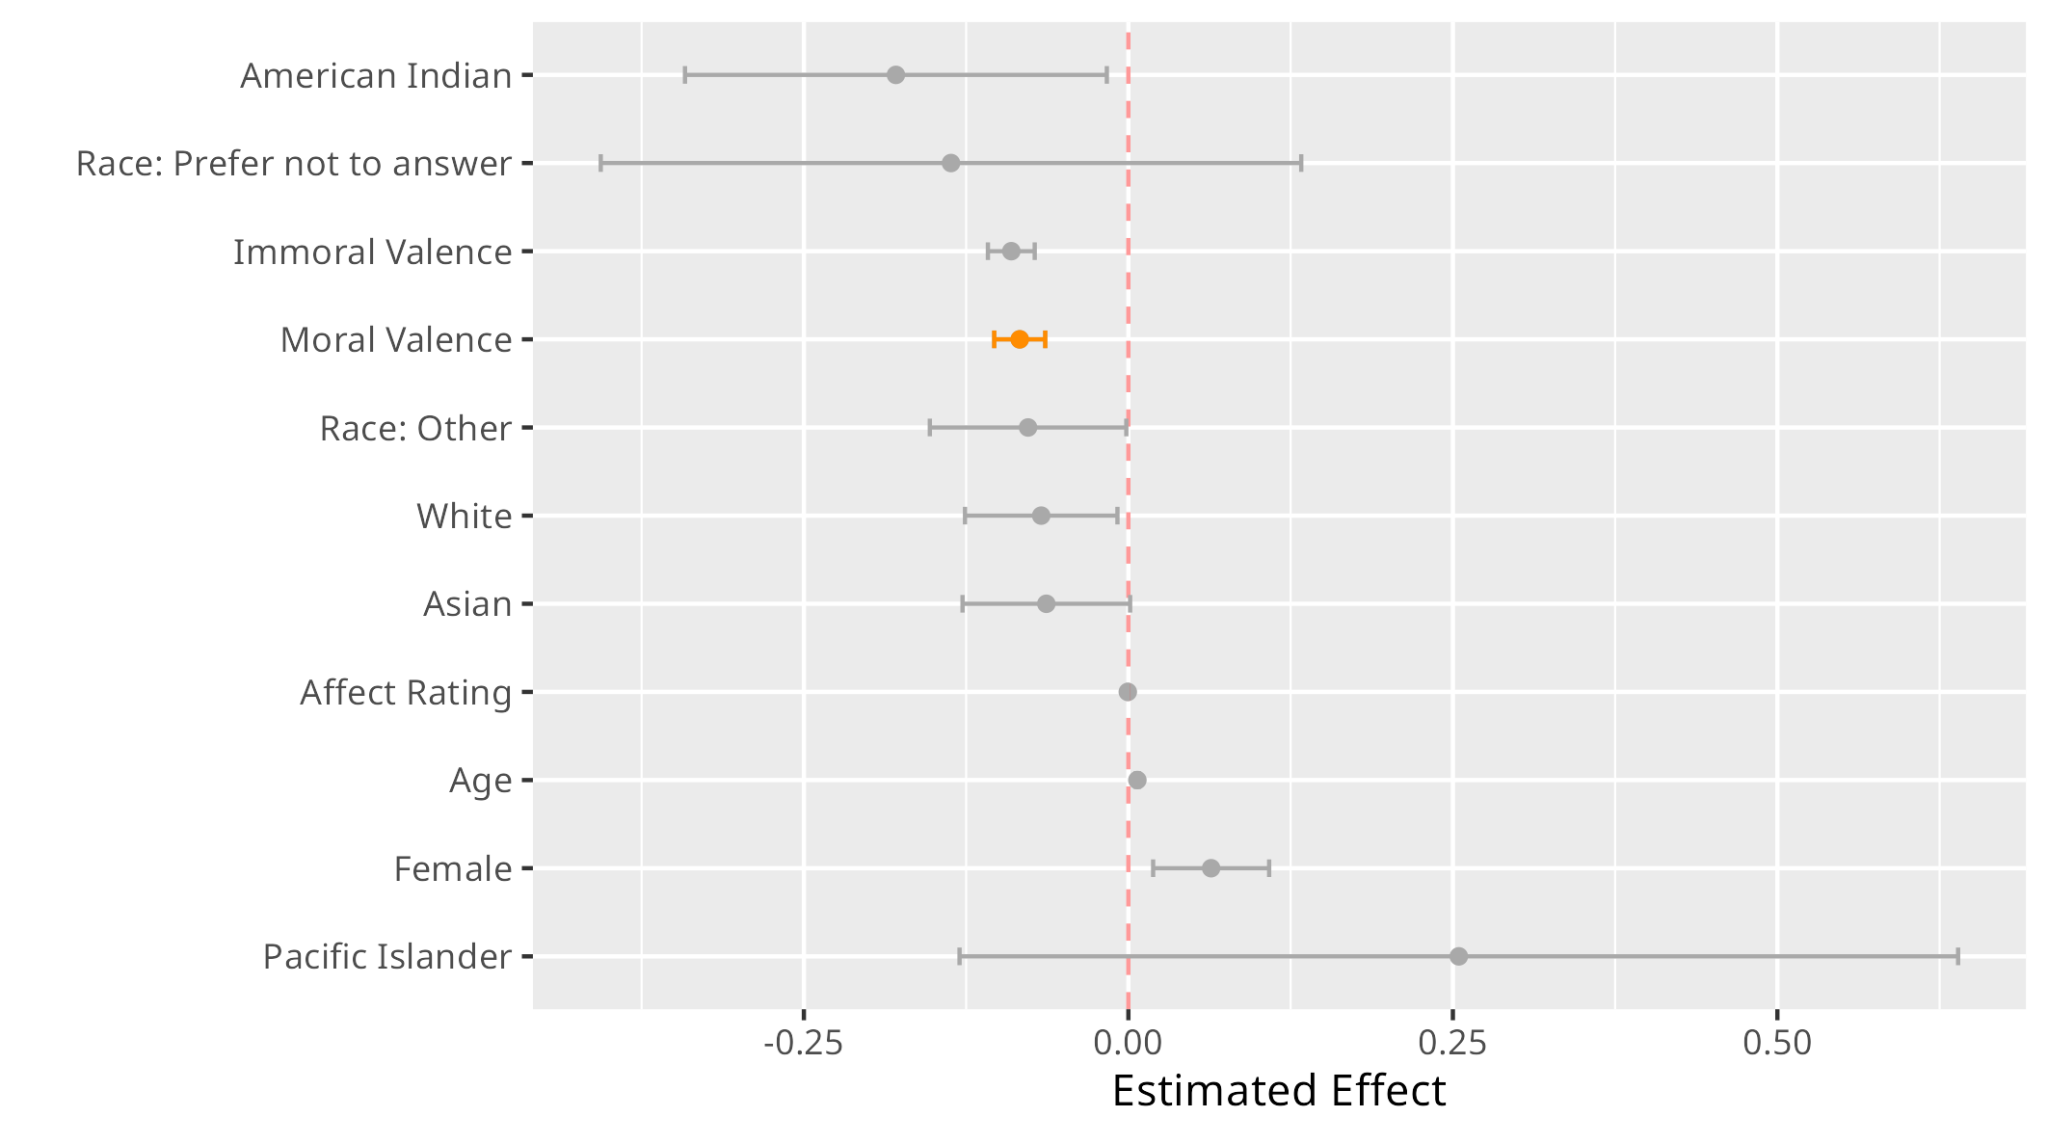 American Indian
Race: Prefer not to answer
Immoral Valence
Moral Valence
Race: Other
White
Asian
Affect Rating
Age
Female
Pacific Islander
-0.25 0.00 0.25 0.50
Estimated Effect